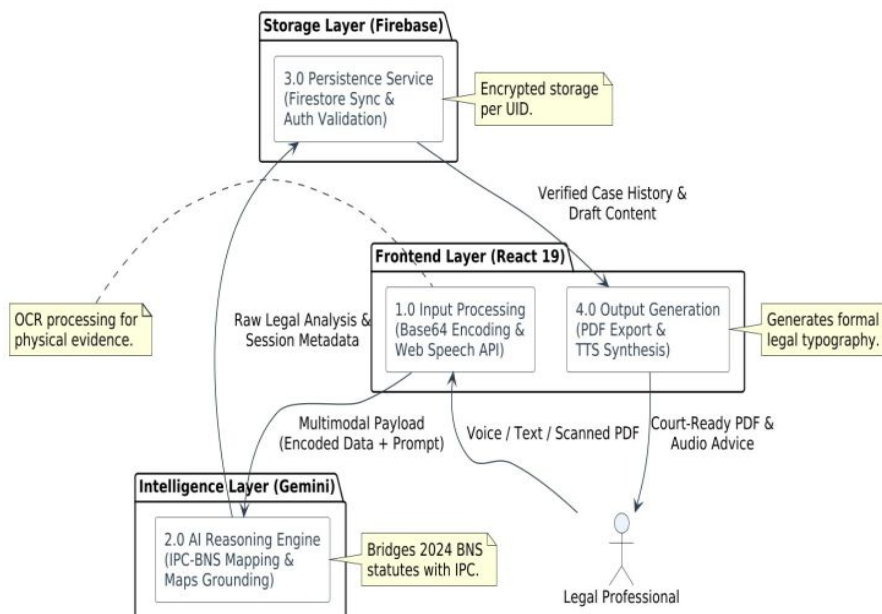 Storage Layer (Firebase)
3.0 Persistence Service
(Firestore Sync &
Auth Validation)
Encrypted storage
per UID.
Verified Case History &
Draft Content
Frontend Layer (React 19)
1.0 Input Processing
(Base64 Encoding &
Web Speech API)
4.0 Output Generation
(PDF Export &
TTS Synthesis)
Generates formal
legal typography.
OCR processing for
physical evidence.
Raw Legal Analysis &
Session Metadata
Multimodal Payload
(Encoded Data + Prompt)
Voice / Text / Scanned PDF
Court-Ready PDF &
Audio Advice
Intelligence Layer (Gemini)
2.0 AI Reasoning Engine
(IPC-BNS Mapping &
Maps Grounding)
Bridges 2024 BNS
statutes with IPC.
Legal Professional